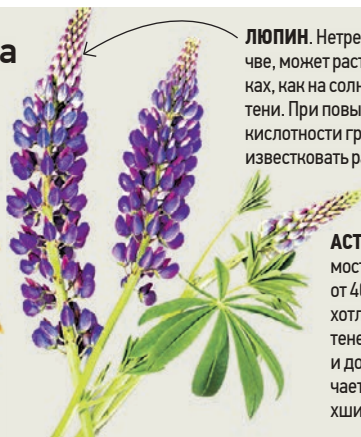 а
ЛЮПИН. Нетре
чве, может раст
ках, как на солн
тени. При повы
кислотности гр
известковать р
АСТ
мост
от 4
хотл
тене
и до
чает
хши